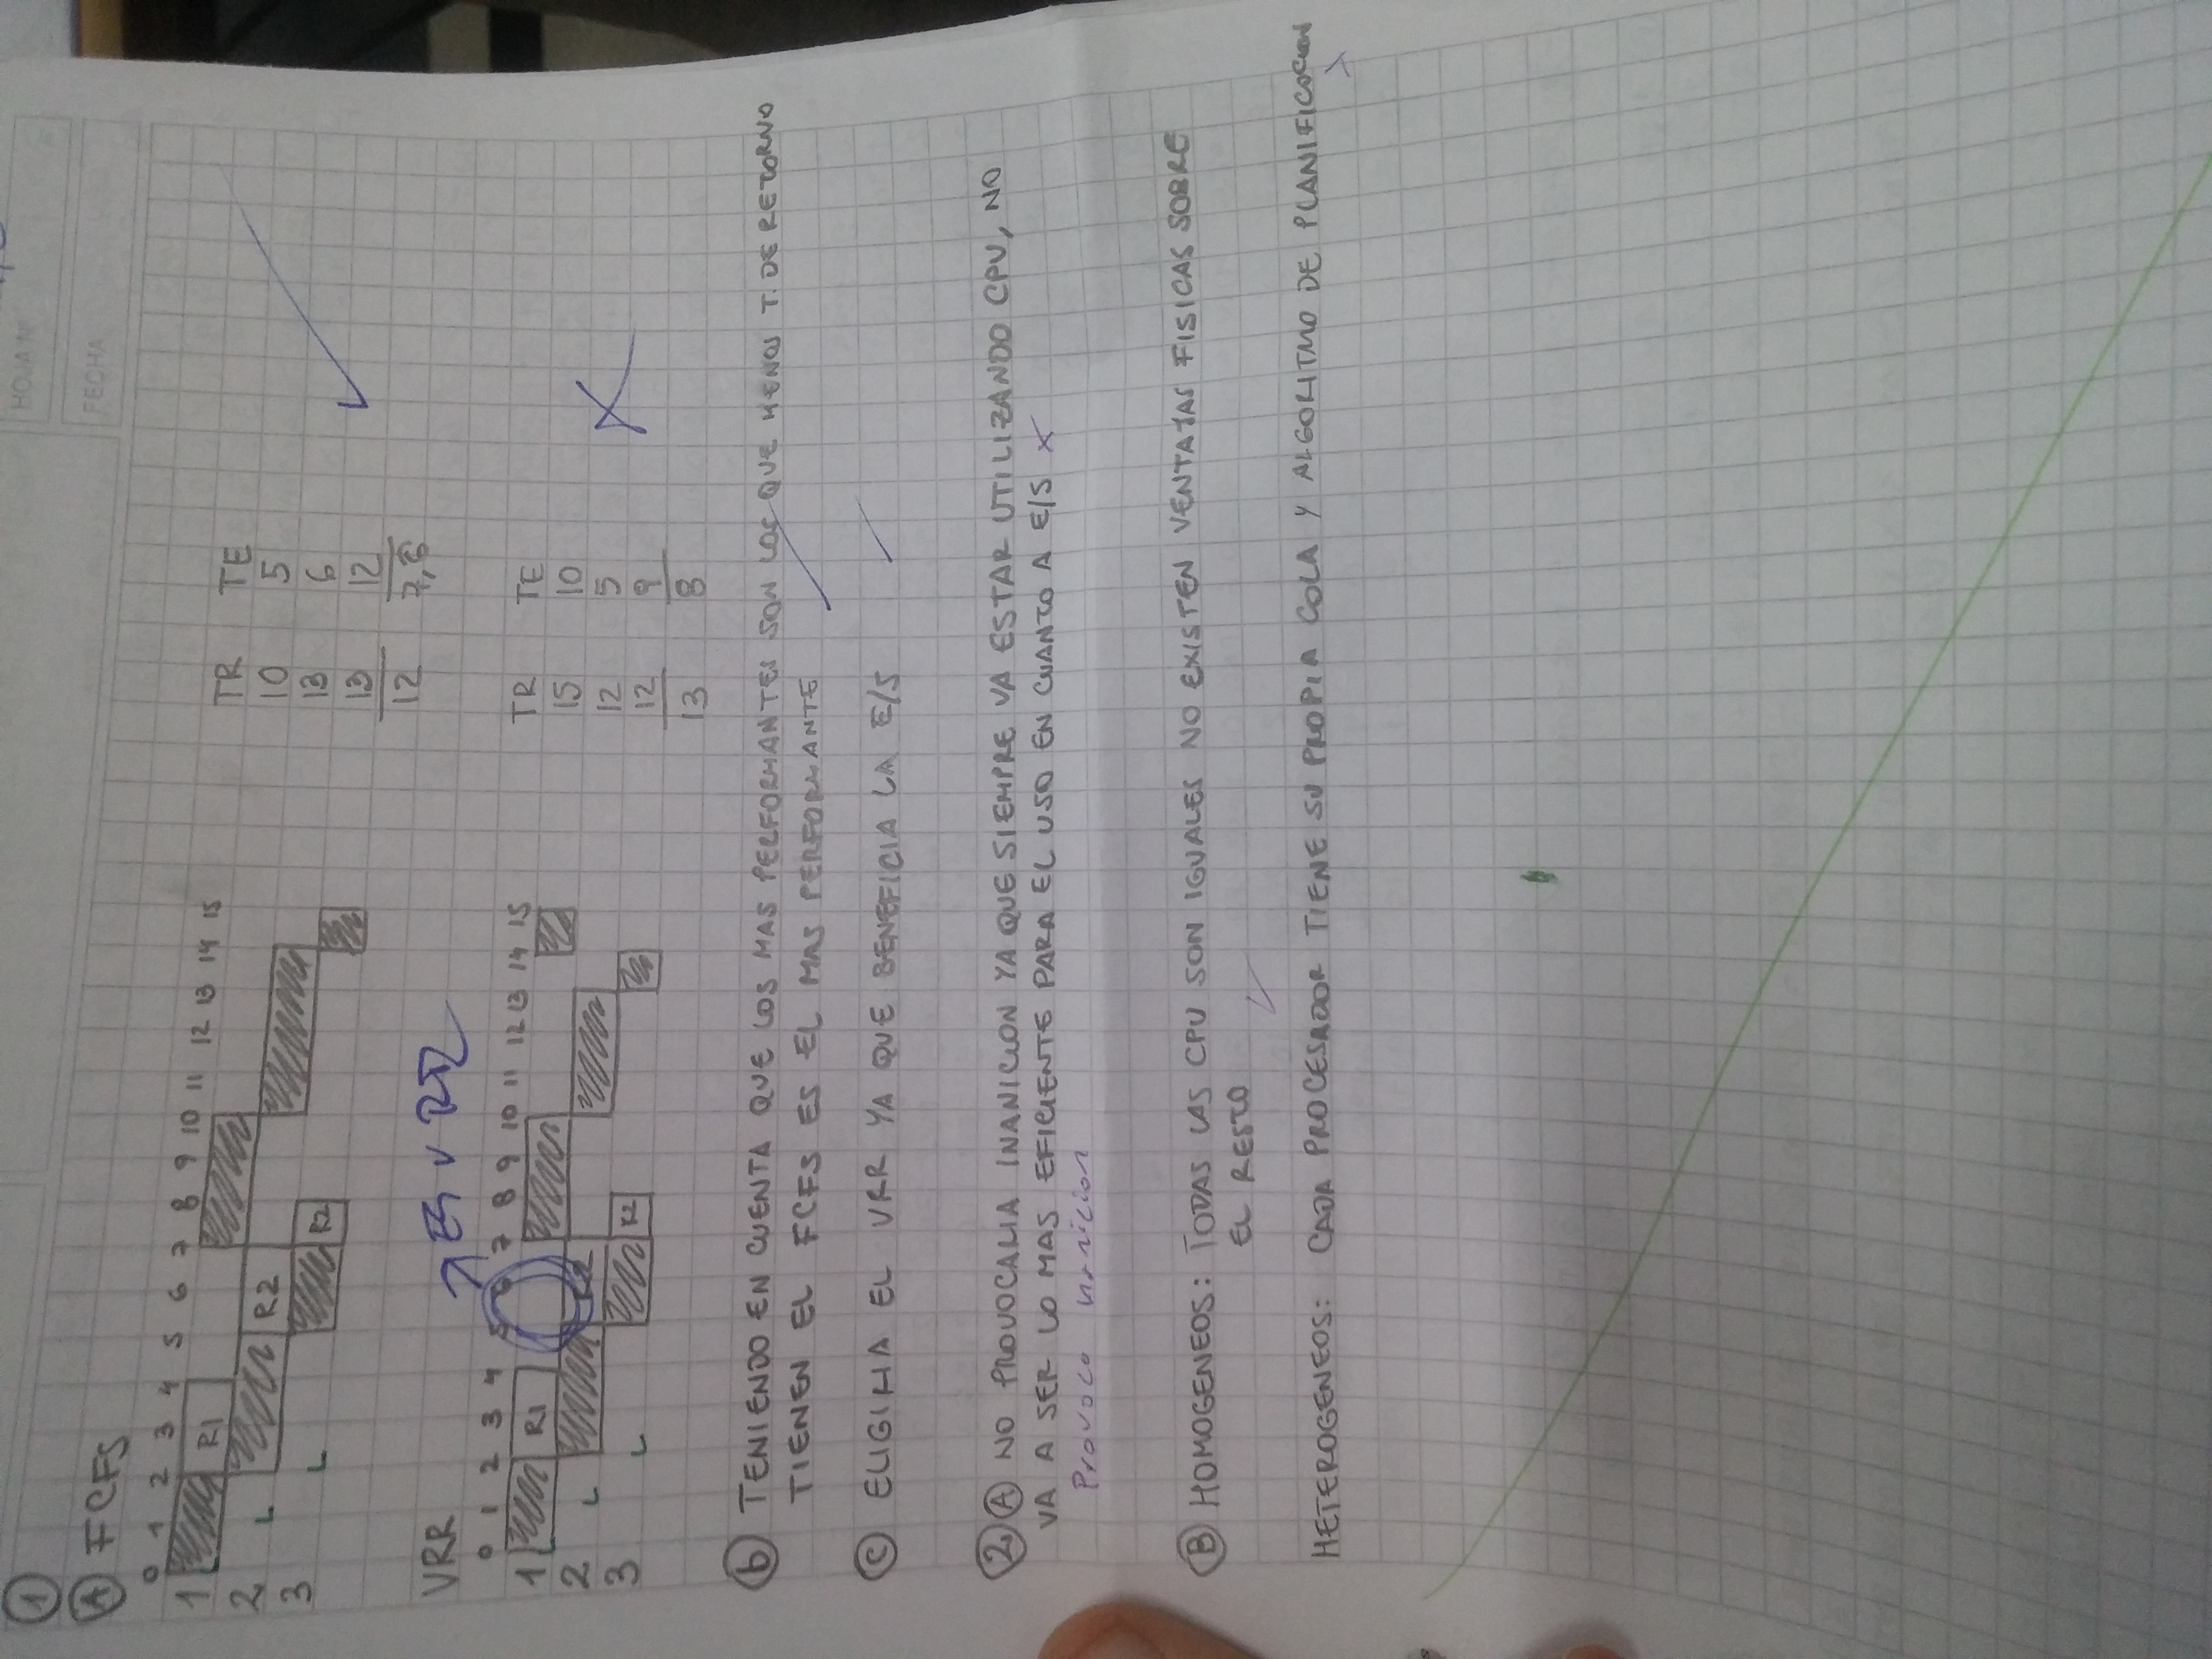 HOJA Nº
FECHA
1
A FCFS
0 1 2 3 4 5 6 7 8 9 10 11 12 13 14 15
1 R1
2 L R2
3 L R2
TR TE
10 5
13 6
13 12
12 7,6
VRR
ES VRR
0 1 2 3 4 5 6 7 8 9 10 11 12 13 14 15
1 R1
2 L R2
3 L R2
TR TE
15 10
12 5
12 9
13 8
b TENIENDO EN CUENTA QUE LOS MAS PERFORMANTES SON LOS QUE MENOS T. DE RETORNO
TIENEN EL FCFS ES EL MAS PERFORMANTE
C ELIGIRIA EL VRR YA QUE BENEFICIA LA E/S
2 A NO PROVOCARIA INANICION YA QUE SIEMPRE VA ESTAR UTILIZANDO CPU, NO
VA A SER LO MAS EFICIENTE PARA EL USO EN CUANTO A E/S X
Provoca inanicion
B HOMOGENEOS: TODAS LAS CPU SON IGUALES NO EXISTEN VENTAJAS FISICAS SOBRE
EL RESTO
HETEROGENEOS: CADA PROCESADOR TIENE SU PROPIA COLA Y ALGORITMO DE PLANIFICACION